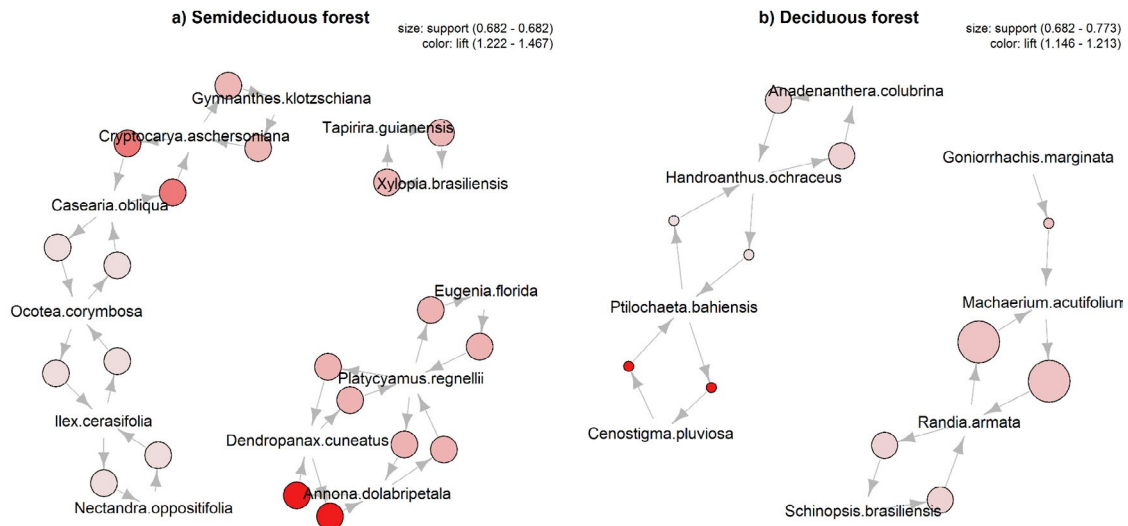 a) Semideciduous forest
size: support (0.682 - 0.682)
color: lift (1.222 - 1.467)
Gymnanthes.klotzschiana
Cryptocarya.aschersoniana
Tapirira.guianensis
Xylopia.brasiliensis
Casearia.obliqua
Ocotea.corymbosa
Eugenia.florida
Platycyamus.regnellii
Ilex.cerasifolia
Dendropanax.cuneatus
Annona.dolabripetala
Nectandra.oppositifolia
b) Deciduous forest
size: support (0.682 - 0.773)
color: lift (1.146 - 1.213)
Anadenanthera.colubrina
Goniorrhachis.marginata
Handroanthus.ochraceus
Ptilochaeta.bahiensis
Machaerium.acutifolium
Cenostigma.pluviosa
Randia.armata
Schinopsis.brasiliensis